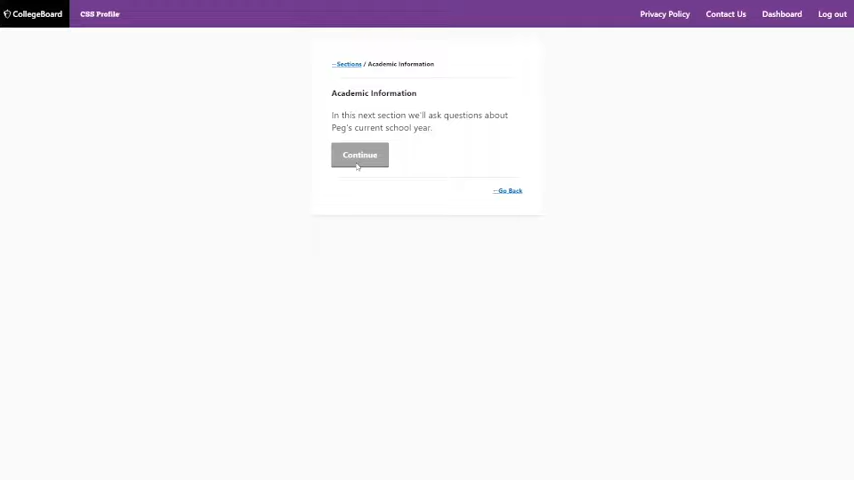 CollegeBoard CSS Profile Privacy Policy Contact Us Dashboard Log out
Sections / Academic Information
Academic Information
In this next section we'll ask questions about
Peg's current school year.
Continue
Go Back